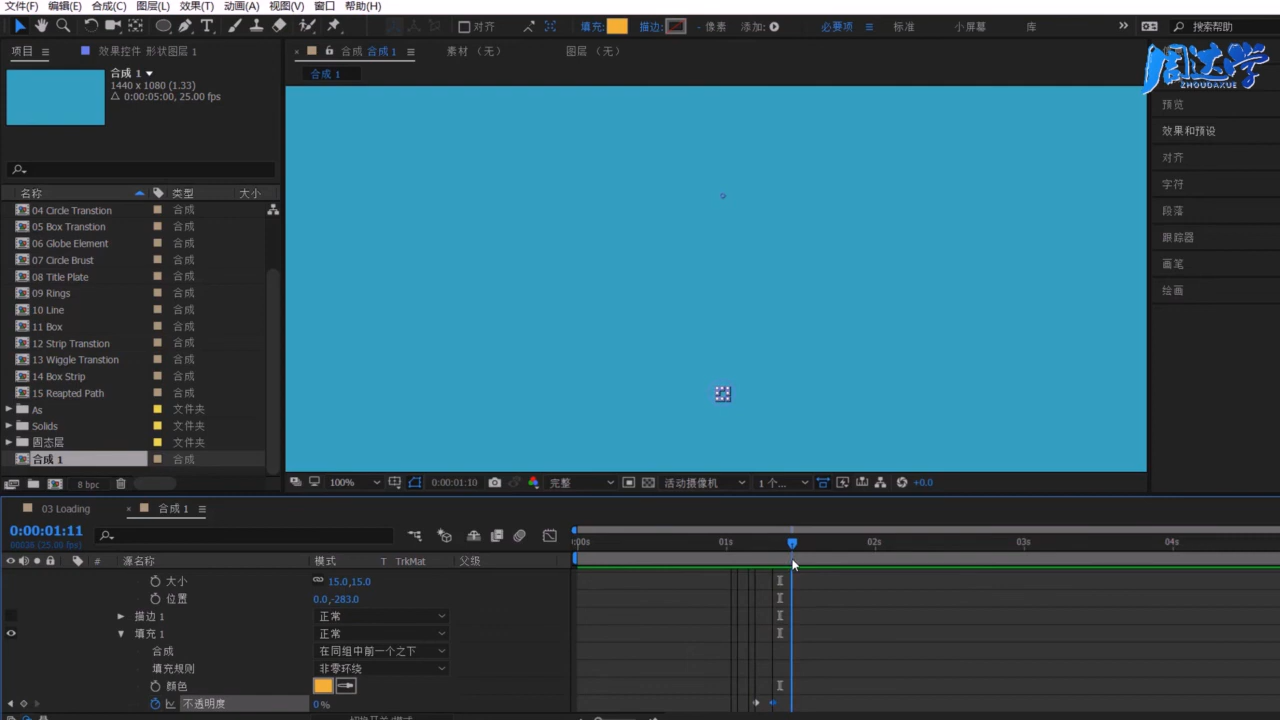 文件(F) 编辑(E) 合成(C) 图层(L) 效果(T) 动画(A) 视图(V) 窗口 帮助(H)
对齐 填充: 描边: - 像素 添加: 必要项 标准 小屏幕 库 搜索帮助
项目 效果控件 形状图层 1 合成 合成 1 素材（无） 图层（无）
合成 1
合成 1
1440 x 1080 (1.33)
0:00:05:00, 25.00 fps
周达学
ZHOUDAXUE
预览
效果和预设
对齐
字符
段落
跟踪器
画笔
绘画
名称 类型 大小
04 Circle Transtion 合成
05 Box Transtion 合成
06 Globe Element 合成
07 Circle Brust 合成
08 Title Plate 合成
09 Rings 合成
10 Line 合成
11 Box 合成
12 Strip Transtion 合成
13 Wiggle Transtion 合成
14 Box Strip 合成
15 Reapted Path 合成
As 文件夹
Solids 文件夹
固态层 文件夹
合成 1 合成
8 bpc 100% 0:00:01:10 完整 活动摄像机 1 个... +0.0
03 Loading 合成 1
0:00:01:11
00036 (25.00 fps)
:00s 01s 02s 03s 04s
# 源名称 模式 T TrkMat 父级
大小 15.0,15.0
位置 0.0,-283.0
描边 1 正常
填充 1 正常
合成 在同组中前一个之下
填充规则 非零环绕
颜色
不透明度 0 %
切换开关/模式